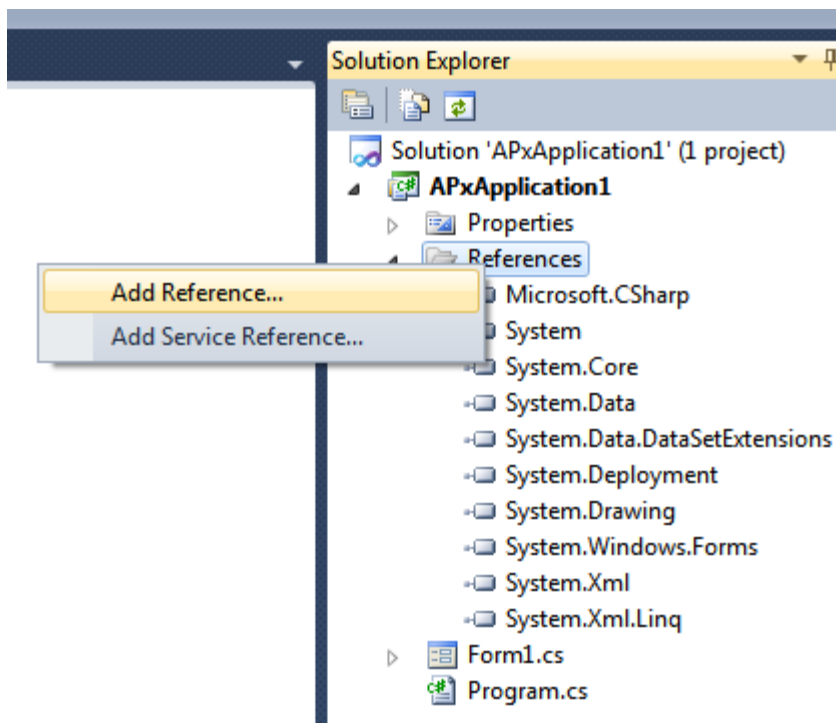 Solution Explorer
Solution 'APxApplication1' (1 project)
APxApplication1
Properties
References
Add Reference...
Microsoft.CSharp
Add Service Reference...
System
System.Core
System.Data
System.Data.DataSetExtensions
System.Deployment
System.Drawing
System.Windows.Forms
System.Xml
System.Xml.Linq
Form1.cs
Program.cs